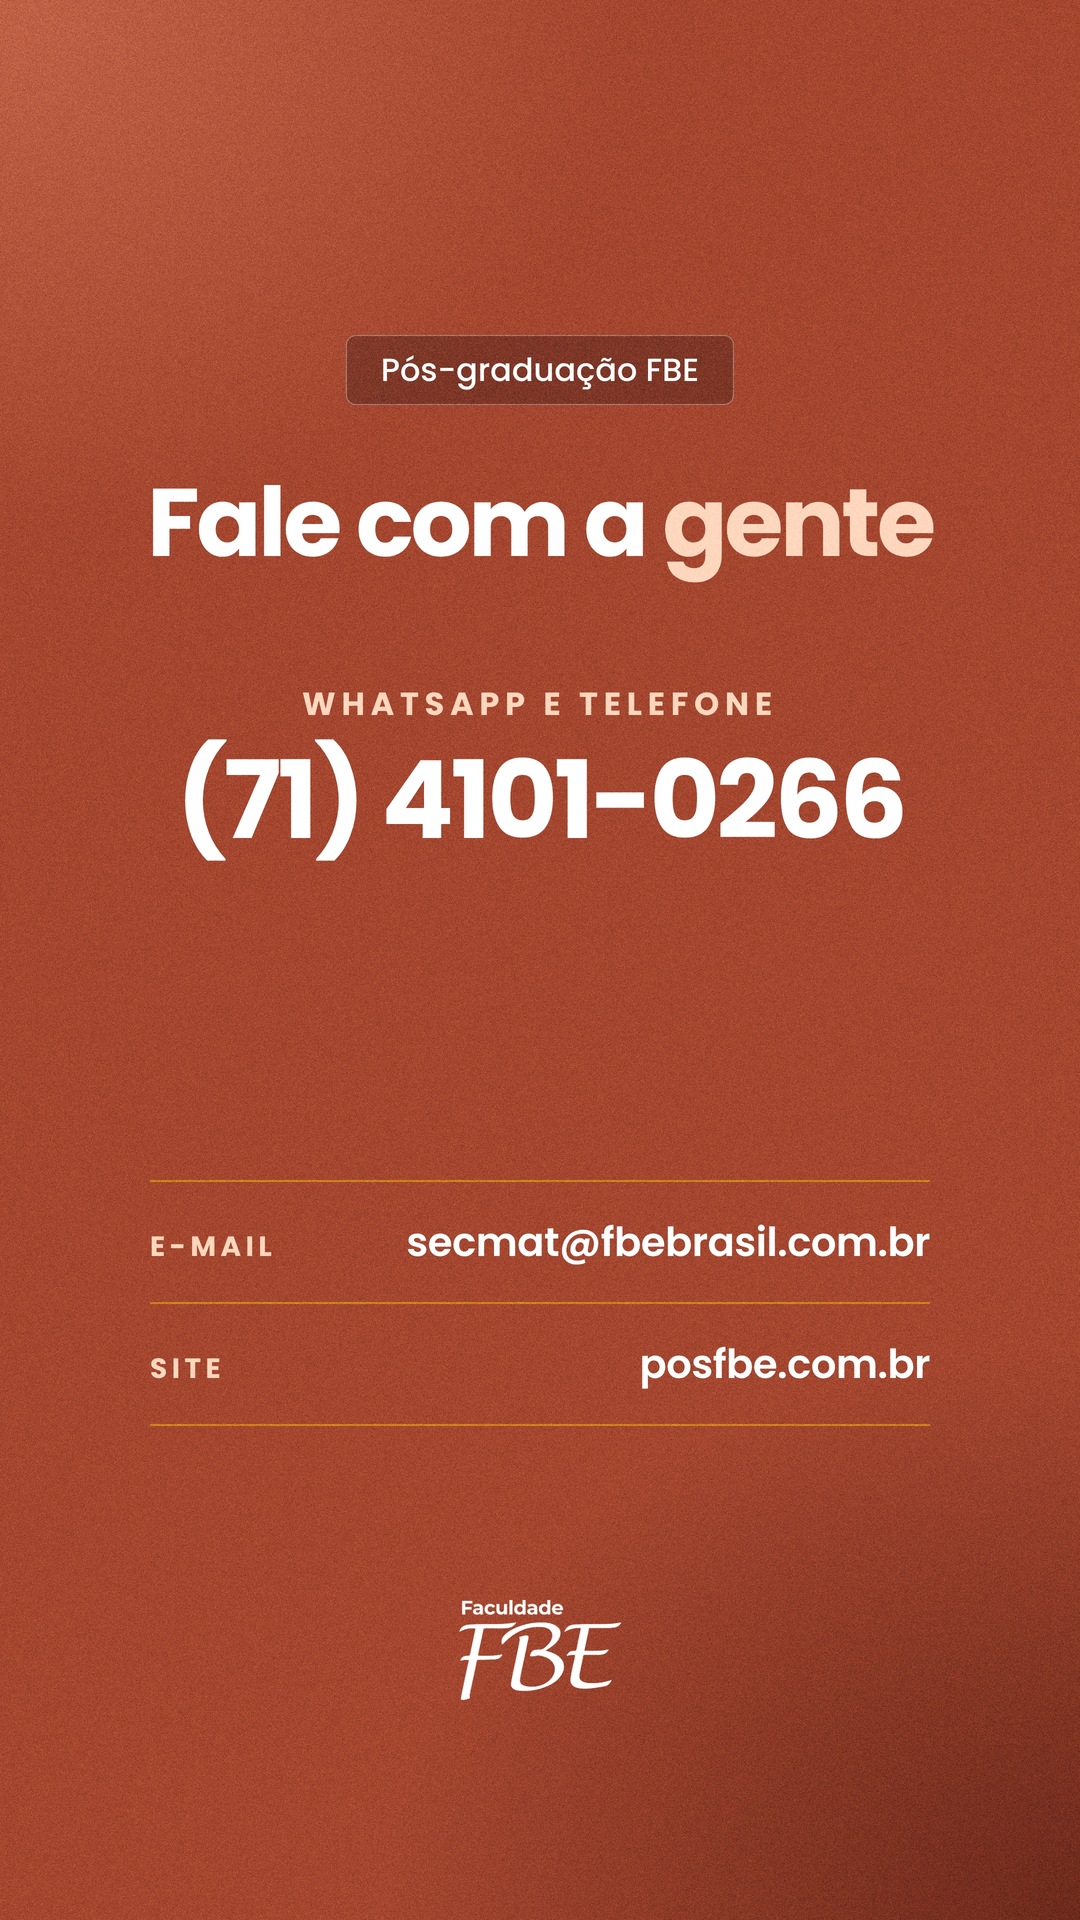 Pós-graduação FBE
Fale com a gente
WHATSAPP E TELEFONE
(71) 4101-0266
E-MAIL secmat@fbebrasil.com.br
SITE posfbe.com.br
Faculdade
FBE